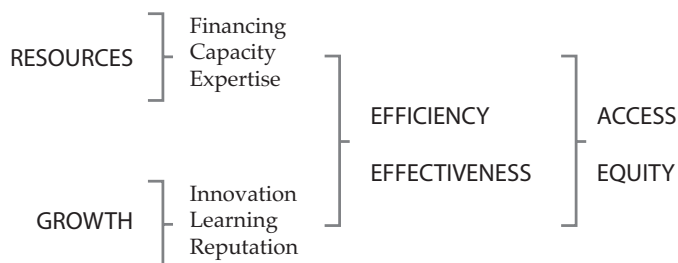 RESOURCES
Financing
Capacity
Expertise
GROWTH
Innovation
Learning
Reputation
EFFICIENCY
EFFECTIVENESS
ACCESS
EQUITY